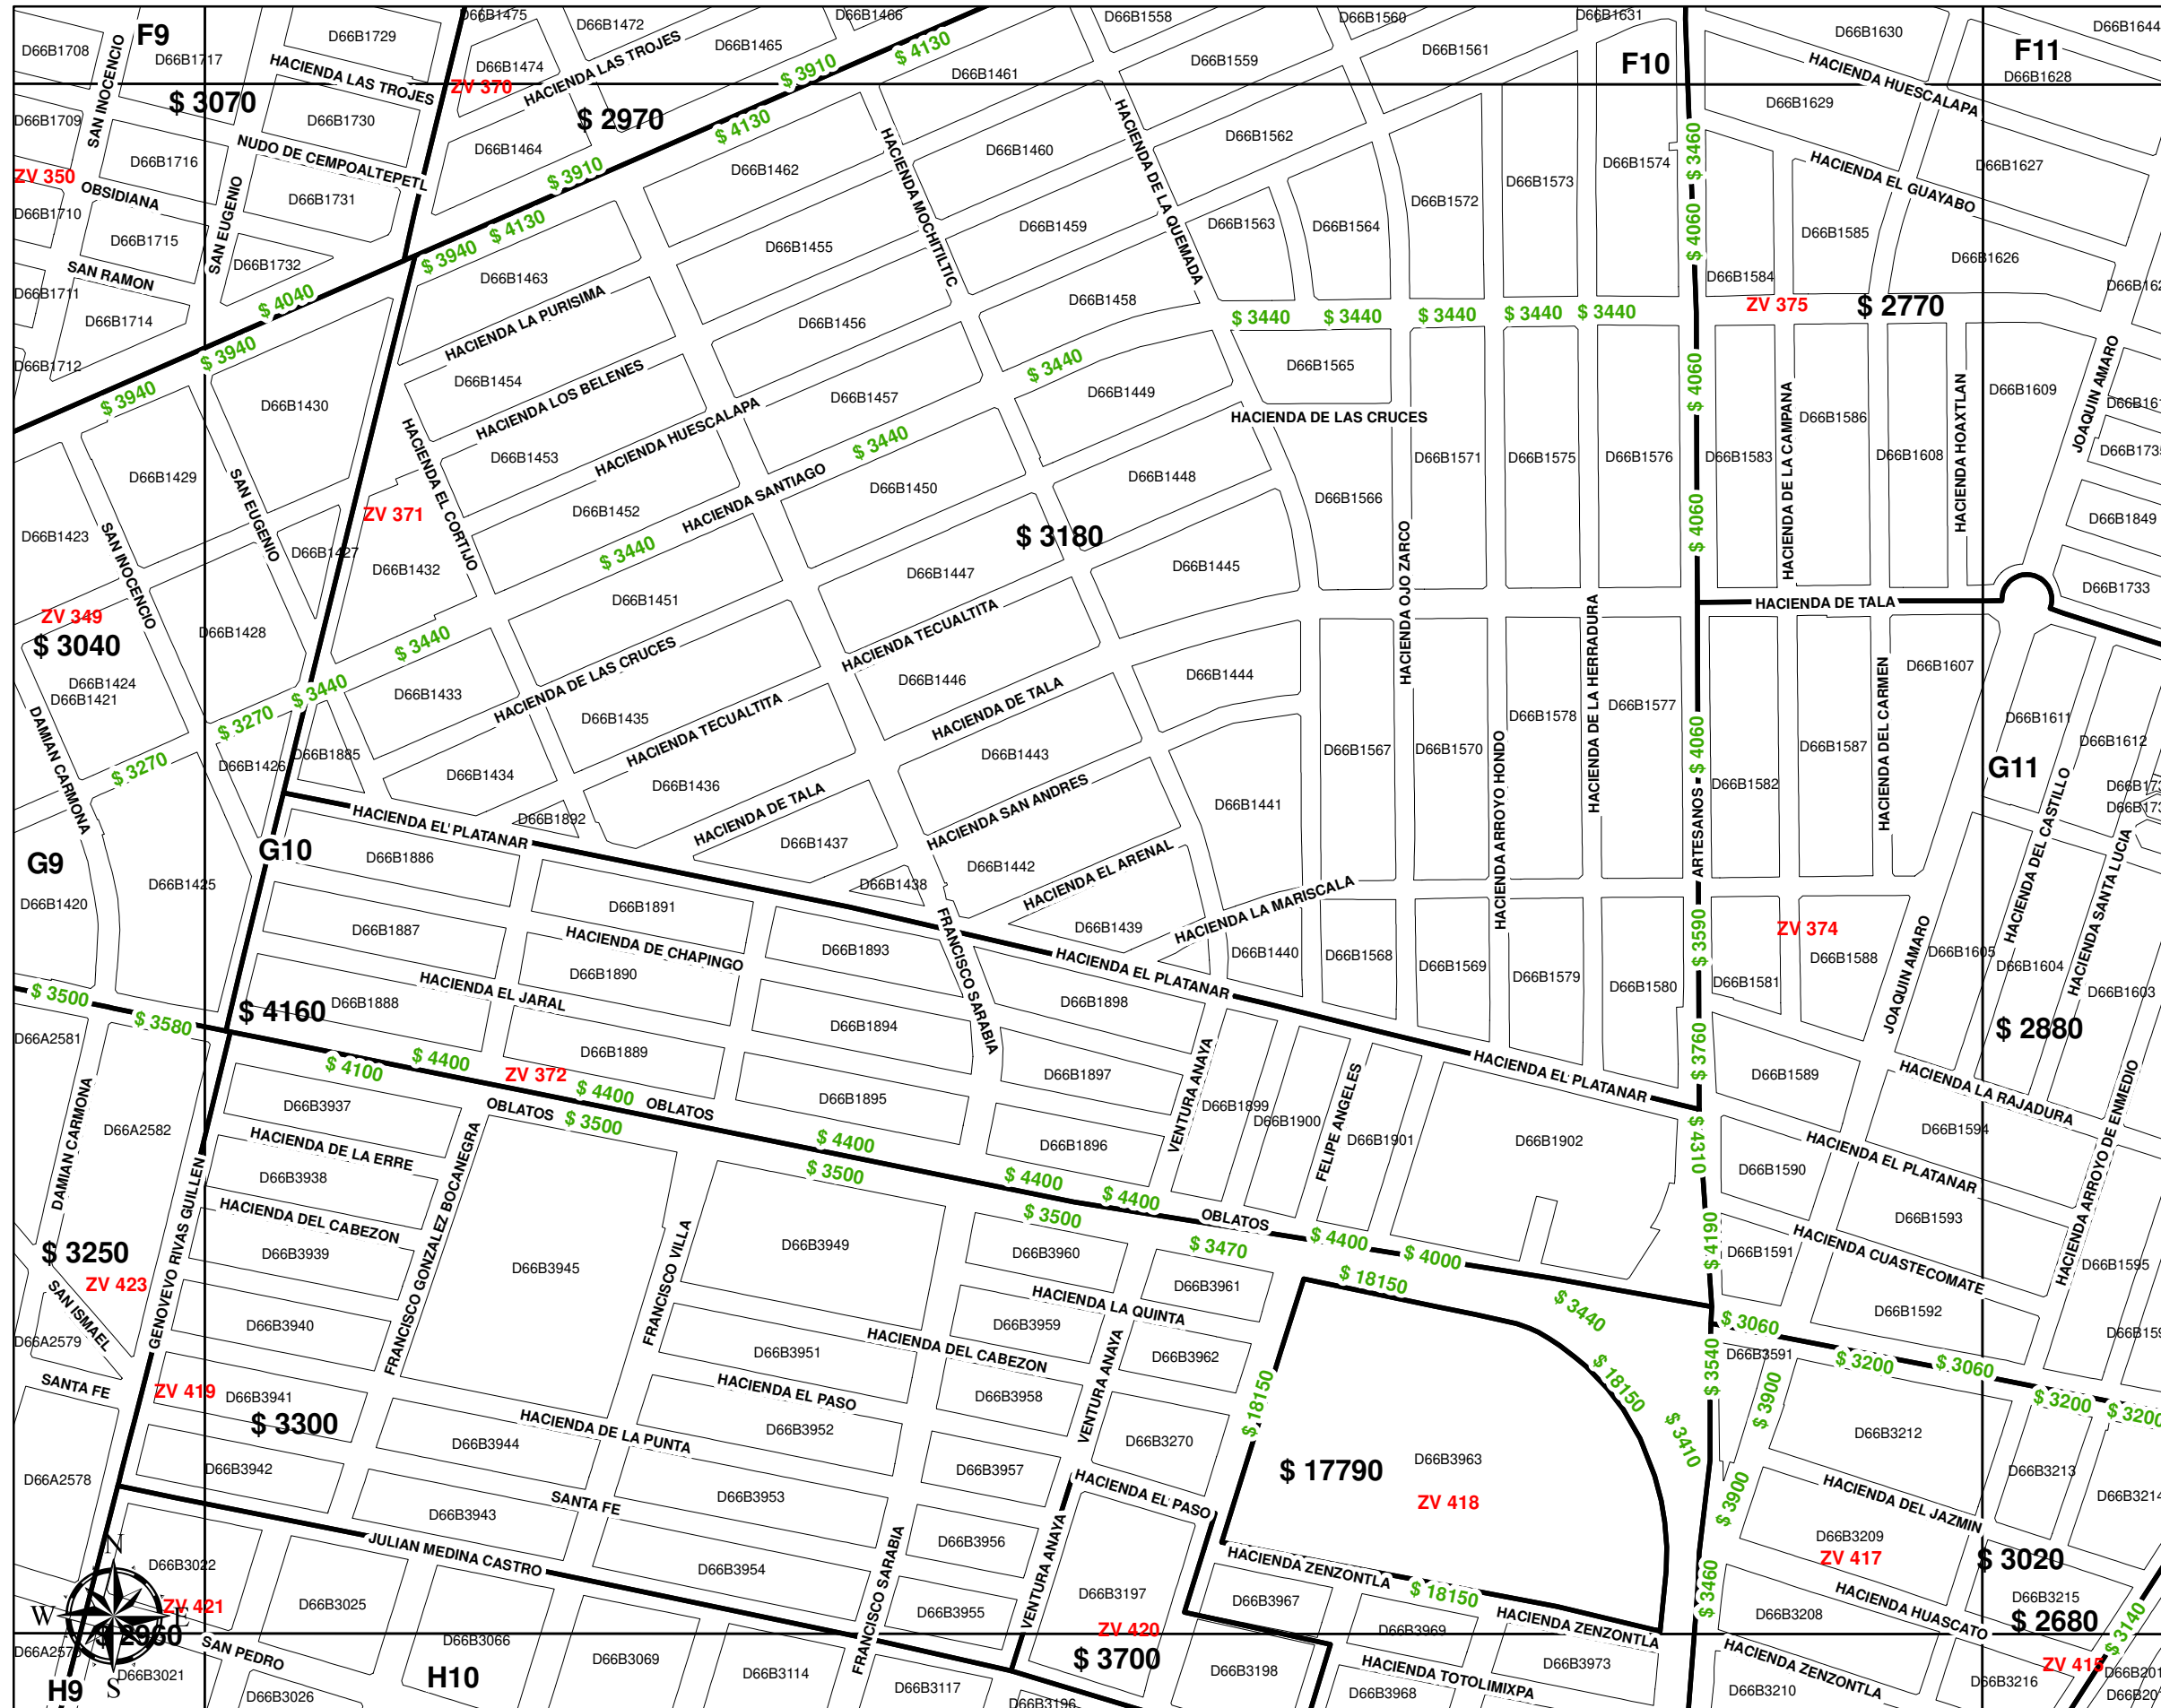 D66B1475
D66B1472
D66B1466
D66B1558
D66B1560
D66B1631
D66B1644
F9
D66B1708
D66B1717
D66B1729
D66B1474
D66B1465
$ 4130
D66B1461
D66B1559
D66B1561
F10
D66B1630
F11
D66B1628
SAN INOCENCIO
HACIENDA LAS TROJES
ZV 370
HACIENDA LAS TROJES
$ 3910
HACIENDA HUESCALAPA
$ 3070
$ 2970
D66B1709
D66B1730
$ 4130
D66B1629
D66B1716
NUDO DE CEMPOALTEPETL
D66B1464
$ 3910
D66B1462
HACIENDA MOCHITILTIC
D66B1460
HACIENDA DE LA QUEMADA
D66B1562
D66B1574
$ 3460
HACIENDA EL GUAYABO
D66B1627
ZV 350
OBSIDIANA
D66B1731
D66B1573
D66B1572
D66B1710
D66B1715
SAN EUGENIO
$ 4130
D66B1455
D66B1459
D66B1563
D66B1564
$ 4060
D66B1585
D66B1732
$ 3940
D66B1463
D66B1626
SAN RAMON
D66B1711
$ 4040
HACIENDA LA PURISIMA
D66B1458
D66B1584
ZV 375
$ 2770
D66B1714
D66B1456
$ 3440
$ 3440
$ 3440
$ 3440
$ 3440
D66B1712
$ 3940
D66B1454
HACIENDA LOS BELENES
$ 3440
D66B1565
$ 4060
JOAQUIN AMARO
$ 3940
D66B1430
D66B1457
D66B1449
HACIENDA DE LAS CRUCES
D66B1586
D66B1609
HACIENDA HUESCALAPA
$ 3440
D66B1429
HACIENDA EL CORTIJO
D66B1453
D66B1571
D66B1575
D66B1576
D66B1583
HACIENDA DE LA CAMPANA
D66B1608
HACIENDA HOAXTLAN
SAN EUGENIO
HACIENDA SANTIAGO
D66B1450
D66B1448
D66B1566
D66B1452
ZV 371
$ 3180
$ 4060
D66B1849
D66B1423
SAN INOCENCIO
D66B1427
D66B1432
$ 3440
D66B1447
D66B1445
HACIENDA OJO ZARCO
D66B1733
ZV 349
$ 3040
D66B1428
D66B1451
HACIENDA TECUALTITA
HACIENDA DE TALA
HACIENDA DE LA HERRADURA
$ 3440
HACIENDA DE LAS CRUCES
D66B1424
D66B1421
$ 3440
D66B1433
D66B1446
D66B1444
D66B1607
$ 3270
D66B1435
HACIENDA TECUALTITA
HACIENDA DE TALA
D66B1578
D66B1577
HACIENDA DEL CARMEN
D66B1611
DAMIAN CARMONA
$ 3270
D66B1426
D66B1885
D66B1434
D66B1443
D66B1567
D66B1570
$ 4060
D66B1587
D66B1612
G11
D66B1436
HACIENDA DE TALA
HACIENDA SAN ANDRES
D66B1441
HACIENDA ARROYO HONDO
D66B1582
HACIENDA DEL CASTILLO
HACIENDA EL PLATANAR
D66B1892
D66B1437
ARTESANOS
G9
G10
D66B1886
D66B1442
HACIENDA EL ARENAL
HACIENDA SANTA LUCIA
D66B1425
D66B1438
HACIENDA LA MARISCALA
D66B1420
D66B1891
D66B1439
ZV 374
D66B1887
HACIENDA DE CHAPINGO
D66B1893
FRANCISCO SARABIA
HACIENDA EL PLATANAR
D66B1440
D66B1568
D66B1569
D66B1579
D66B1580
$ 3590
D66B1581
D66B1588
JOAQUIN AMARO
D66B1605
D66B1604
D66B1603
D66B1890
HACIENDA EL JARAL
$ 3500
$ 4160
D66B1888
D66B1898
$ 3580
D66B1894
$ 2880
D66A2581
D66B1889
$ 4400
$ 4100
ZV 372
$ 4400
OBLATOS
D66B1897
VENTURA ANAYA
HACIENDA EL PLATANAR
$ 3760
D66B1589
HACIENDA LA RAJADURA
D66B3937
OBLATOS
$ 3500
D66B1895
D66B1899
D66B1900
FELIPE ANGELES
D66B1901
D66B1902
$ 4310
D66B1594
HACIENDA ARROYO DE ENMEDIO
DAMIAN CARMONA
D66A2582
HACIENDA DE LA ERRE
$ 4400
D66B1896
HACIENDA EL PLATANAR
D66B3938
$ 3500
$ 4400
$ 4400
D66B1590
HACIENDA DEL CABEZON
FRANCISCO GONZALEZ BOCANEGRA
$ 3500
OBLATOS
$ 4400
$ 4190
D66B1593
$ 3250
ZV 423
GENOVEVO RIVAS GUILLEN
D66B3939
D66B3945
FRANCISCO VILLA
D66B3949
D66B3960
$ 3470
$ 4000
D66B1591
HACIENDA CUASTECOMATE
D66B1595
SAN ISMAEL
D66B3961
$ 18150
HACIENDA LA QUINTA
$ 3440
D66B1592
D66A2579
D66B3940
D66B3959
$ 3060
HACIENDA DEL CABEZON
D66B3951
D66B3962
$ 3540
D66B3591
$ 3200
$ 3060
SANTA FE
ZV 419
D66B3941
HACIENDA EL PASO
D66B3958
VENTURA ANAYA
$ 18150
$ 18150
$ 3900
$ 3200
$ 3200
$ 3300
HACIENDA DE LA PUNTA
D66B3952
D66B3270
$ 3410
D66B3212
D66B3944
D66A2578
D66B3942
D66B3957
HACIENDA EL PASO
$ 17790
D66B3963
ZV 418
D66B3213
D66B3214
D66B3943
SANTA FE
D66B3953
$ 3900
HACIENDA DEL JAZMIN
N
JULIAN MEDINA CASTRO
D66B3956
VENTURA ANAYA
D66B3209
ZV 417
$ 3020
D66B3022
D66B3954
FRANCISCO SARABIA
HACIENDA ZENZONTLA
$ 18150
$ 3460
D66B3197
D66B3967
HACIENDA HUASCATO
D66B3215
W
ZV 421
E
D66B3025
D66B3955
ZV 420
HACIENDA ZENZONTLA
D66B3208
$ 2680
$ 2960
D66B3969
$ 3140
SAN PEDRO
D66B3066
D66B3069
D66B3114
$ 3700
D66B3198
HACIENDA TOTOLIMIXPA
D66B3973
HACIENDA ZENZONTLA
ZV 415
D66B3021
H10
D66B3216
H9
S
D66B3026
D66B3117
D66B3196
D66B3968
D66B3210